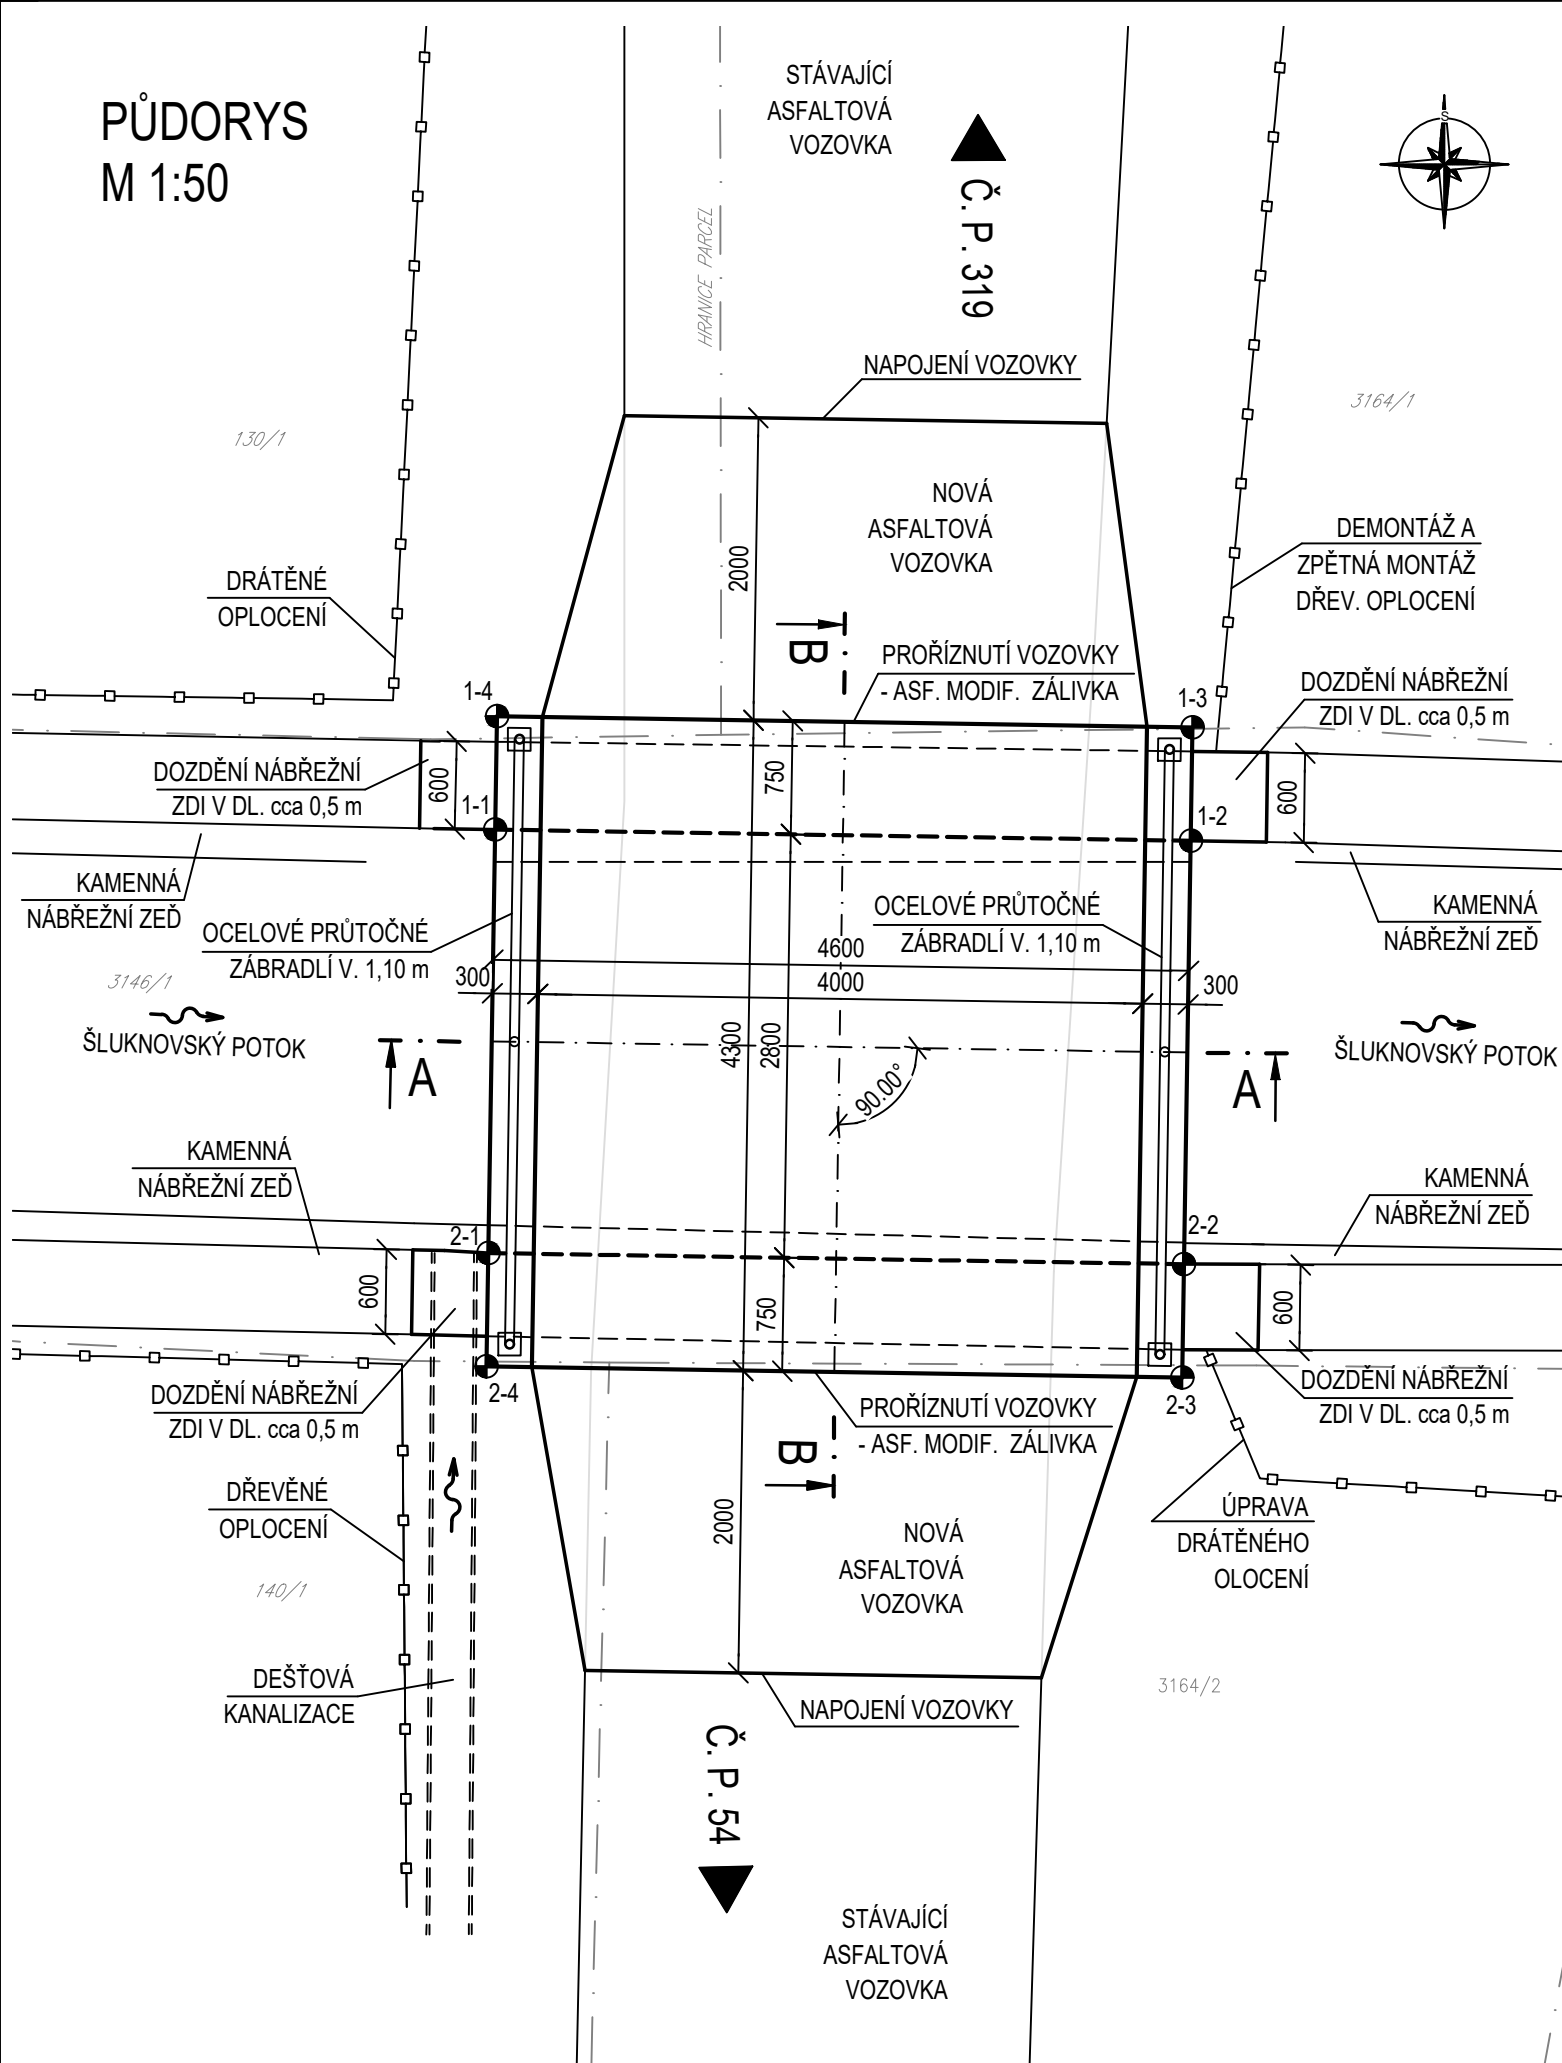 PŮDORYS
M 1:50
STÁVAJÍCÍ
ASFALTOVÁ
VOZOVKA
S
Č. P. 319
HRANICE PARCEL
NAPOJENÍ VOZOVKY
130/1
3164/1
NOVÁ
ASFALTOVÁ
VOZOVKA
2000
DEMONTÁŽ A
ZPĚTNÁ MONTÁŽ
DŘEV. OPLOCENÍ
DRÁTĚNÉ
OPLOCENÍ
B
PROŘÍZNUTÍ VOZOVKY
- ASF. MODIF. ZÁLIVKA
1-4
1-3
DOZDĚNÍ NÁBŘEŽNÍ
ZDI V DL. cca 0,5 m
DOZDĚNÍ NÁBŘEŽNÍ
ZDI V DL. cca 0,5 m
600
750
600
1-1
1-2
KAMENNÁ
NÁBŘEŽNÍ ZEĎ
KAMENNÁ
NÁBŘEŽNÍ ZEĎ
OCELOVÉ PRŮTOČNÉ
ZÁBRADLÍ V. 1,10 m
OCELOVÉ PRŮTOČNÉ
ZÁBRADLÍ V. 1,10 m
4600
300
4000
300
3146/1
ŠLUKNOVSKÝ POTOK
ŠLUKNOVSKÝ POTOK
4300
2800
A
A
90.00°
KAMENNÁ
NÁBŘEŽNÍ ZEĎ
KAMENNÁ
NÁBŘEŽNÍ ZEĎ
2-1
2-2
600
750
600
2-4
2-3
DOZDĚNÍ NÁBŘEŽNÍ
ZDI V DL. cca 0,5 m
DOZDĚNÍ NÁBŘEŽNÍ
ZDI V DL. cca 0,5 m
PROŘÍZNUTÍ VOZOVKY
- ASF. MODIF. ZÁLIVKA
B
DŘEVĚNÉ
OPLOCENÍ
2000
NOVÁ
ASFALTOVÁ
VOZOVKA
ÚPRAVA
DRÁTĚNÉHO
OLOCENÍ
140/1
DEŠŤOVÁ
KANALIZACE
3164/2
NAPOJENÍ VOZOVKY
Č. P. 54
STÁVAJÍCÍ
ASFALTOVÁ
VOZOVKA